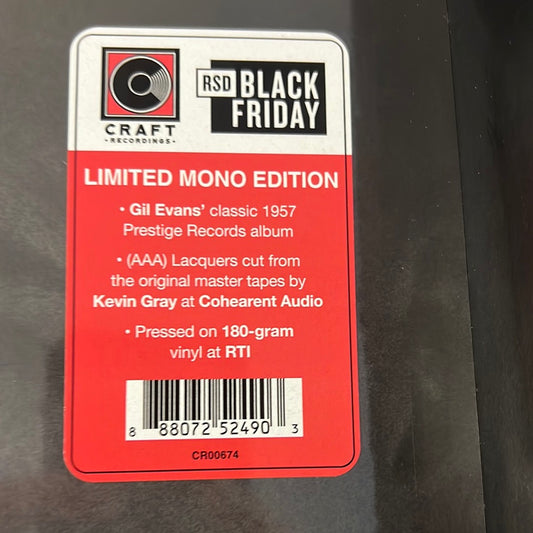 CRAFT
• RECORDINGS •
RSD BLACK
FRIDAY
LIMITED MONO EDITION
• Gil Evans’ classic 1957
Prestige Records album
• (AAA) Lacquers cut from
the original master tapes by
Kevin Gray at Cohearent Audio
• Pressed on 180-gram
vinyl at RTI
8 88072 52490 3
CR00674